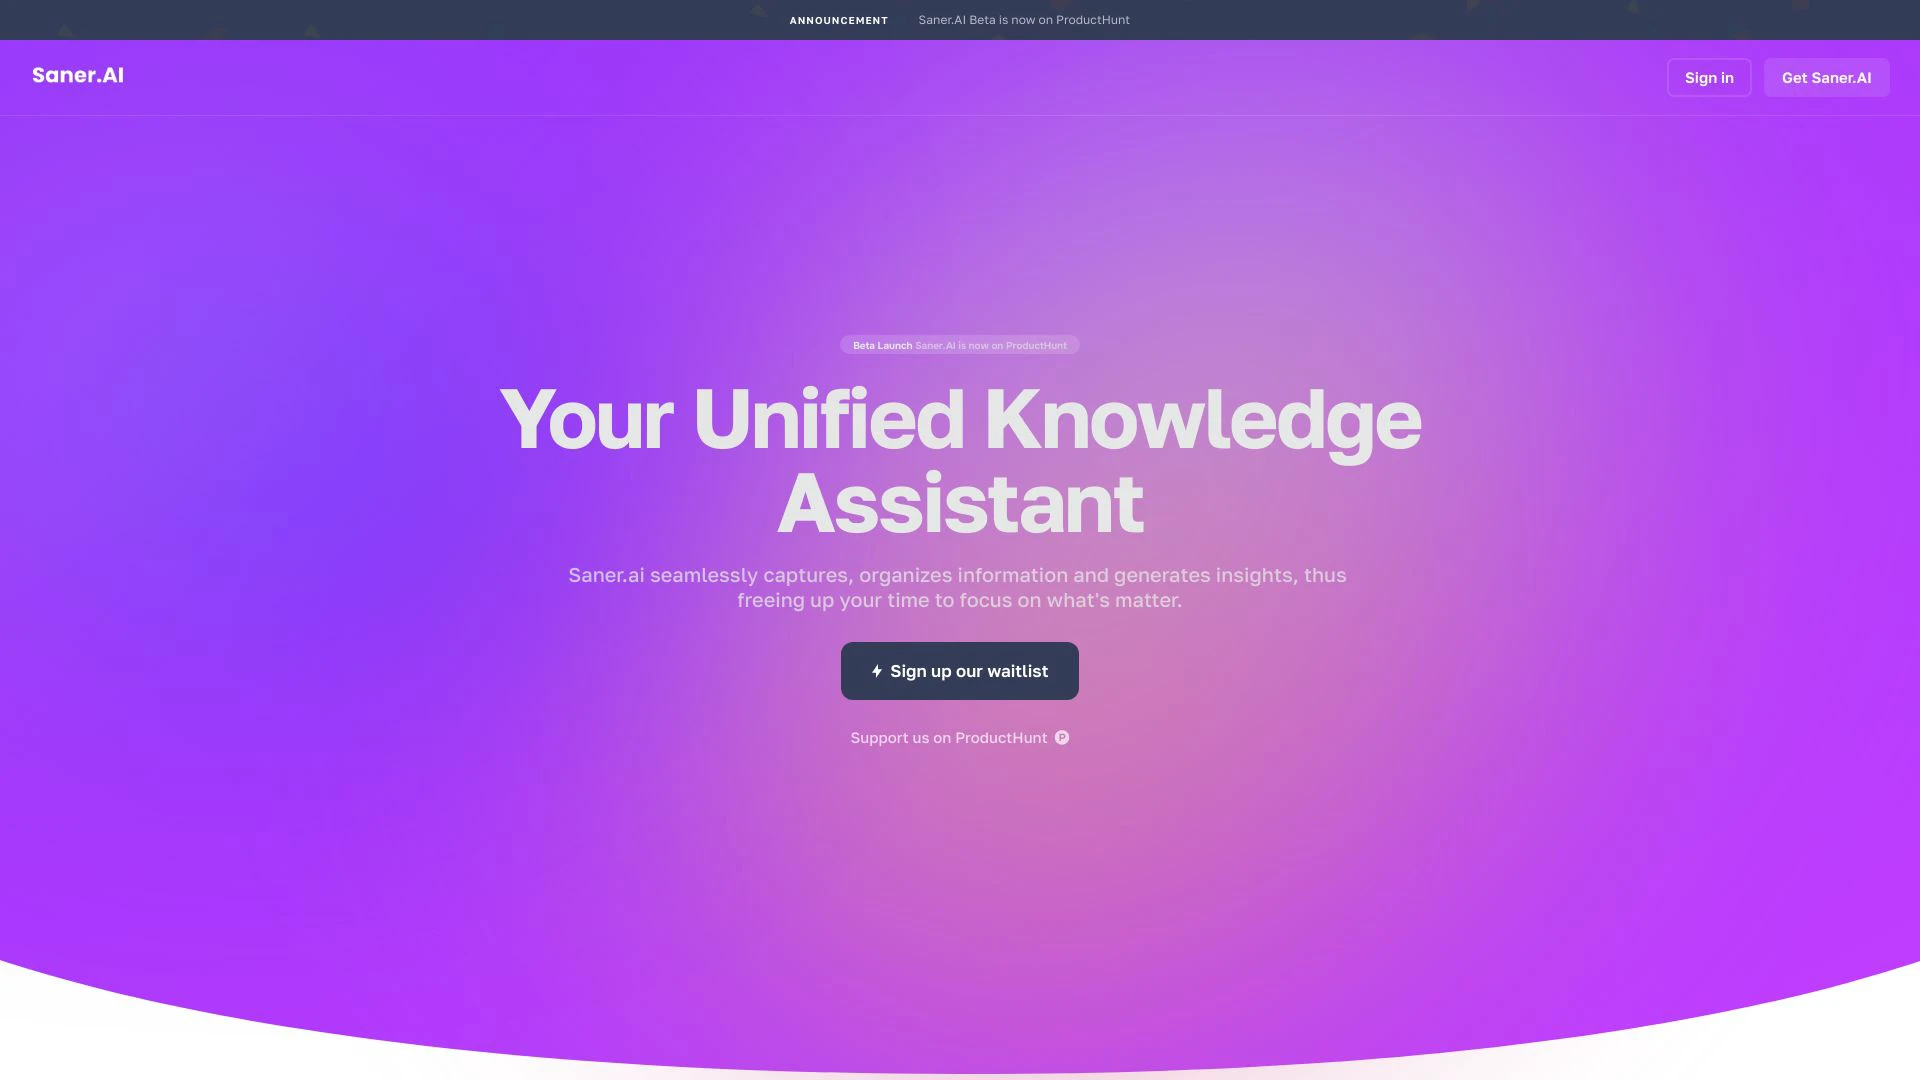 ANNOUNCEMENT Saner.AI Beta is now on ProductHunt
Saner.AI
Sign in
Get Saner.AI
Beta Launch Saner.AI is now on ProductHunt
Your Unified Knowledge
Assistant
Saner.ai seamlessly captures, organizes information and generates insights, thus
freeing up your time to focus on what's matter.
Sign up our waitlist
Support us on ProductHunt